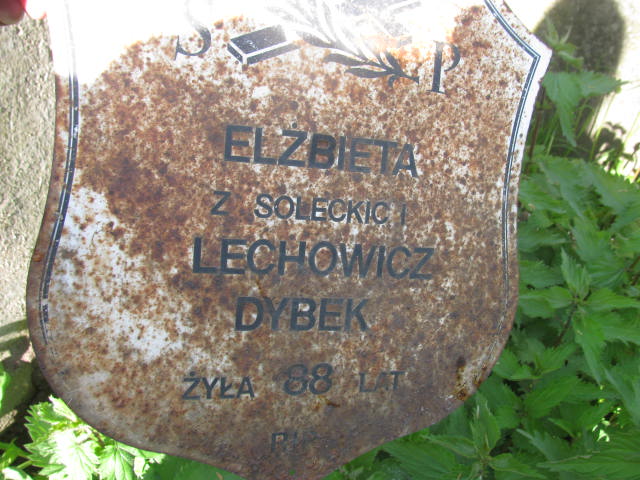 S P
ELŻBIETA
Z SOLECKICH
LECHOWICZ
DYBEK
ŻYŁA 88 LAT